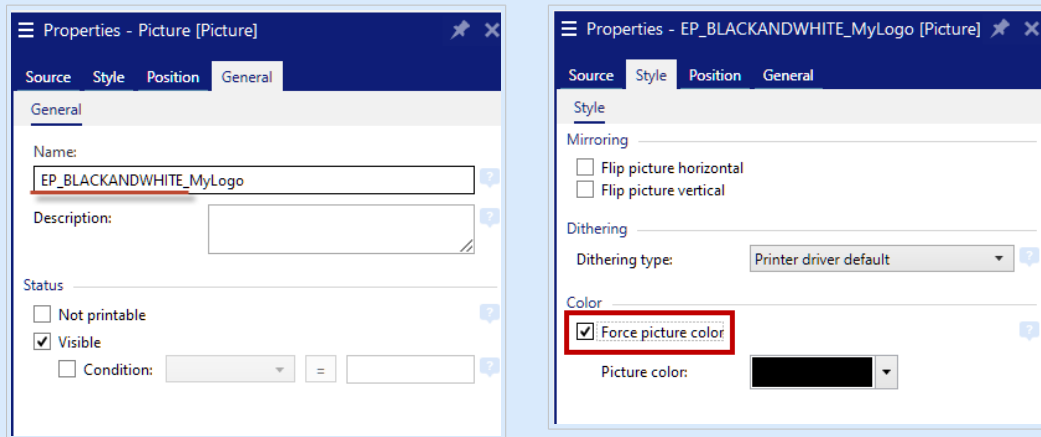 Properties - Picture [Picture]
Source Style Position General
General
Name:
EP_BLACKANDWHITE_MyLogo
?
Description:
?
Status
Not printable
?
Visible
Condition:
=
?
Properties - EP_BLACKANDWHITE_MyLogo [Picture]
Source Style Position General
Style
Mirroring
Flip picture horizontal
Flip picture vertical
Dithering
Dithering type: Printer driver default
?
Color
Force picture color
?
Picture color: